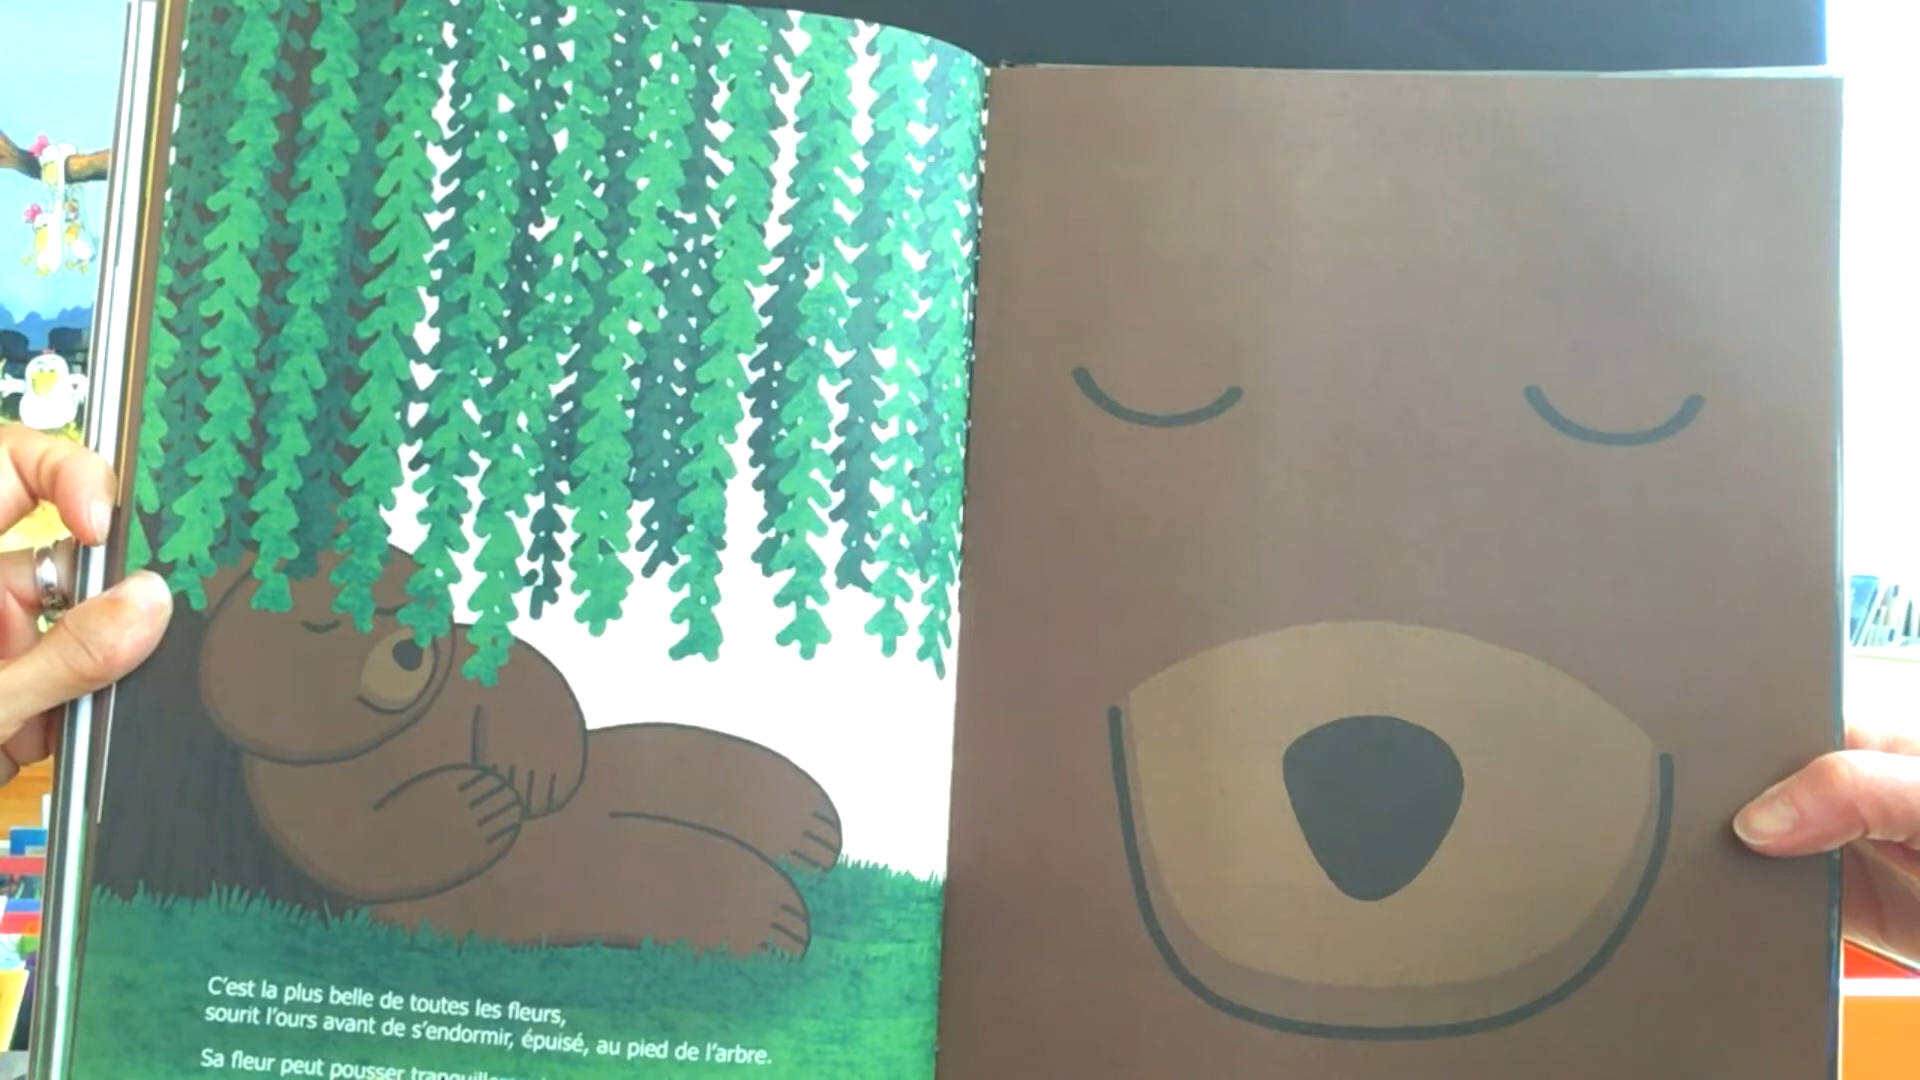 C'est la plus belle de toutes les fleurs,
sourit l'ours avant de s'endormir, épuisé, au pied de l'arbre.
Sa fleur peut pousser